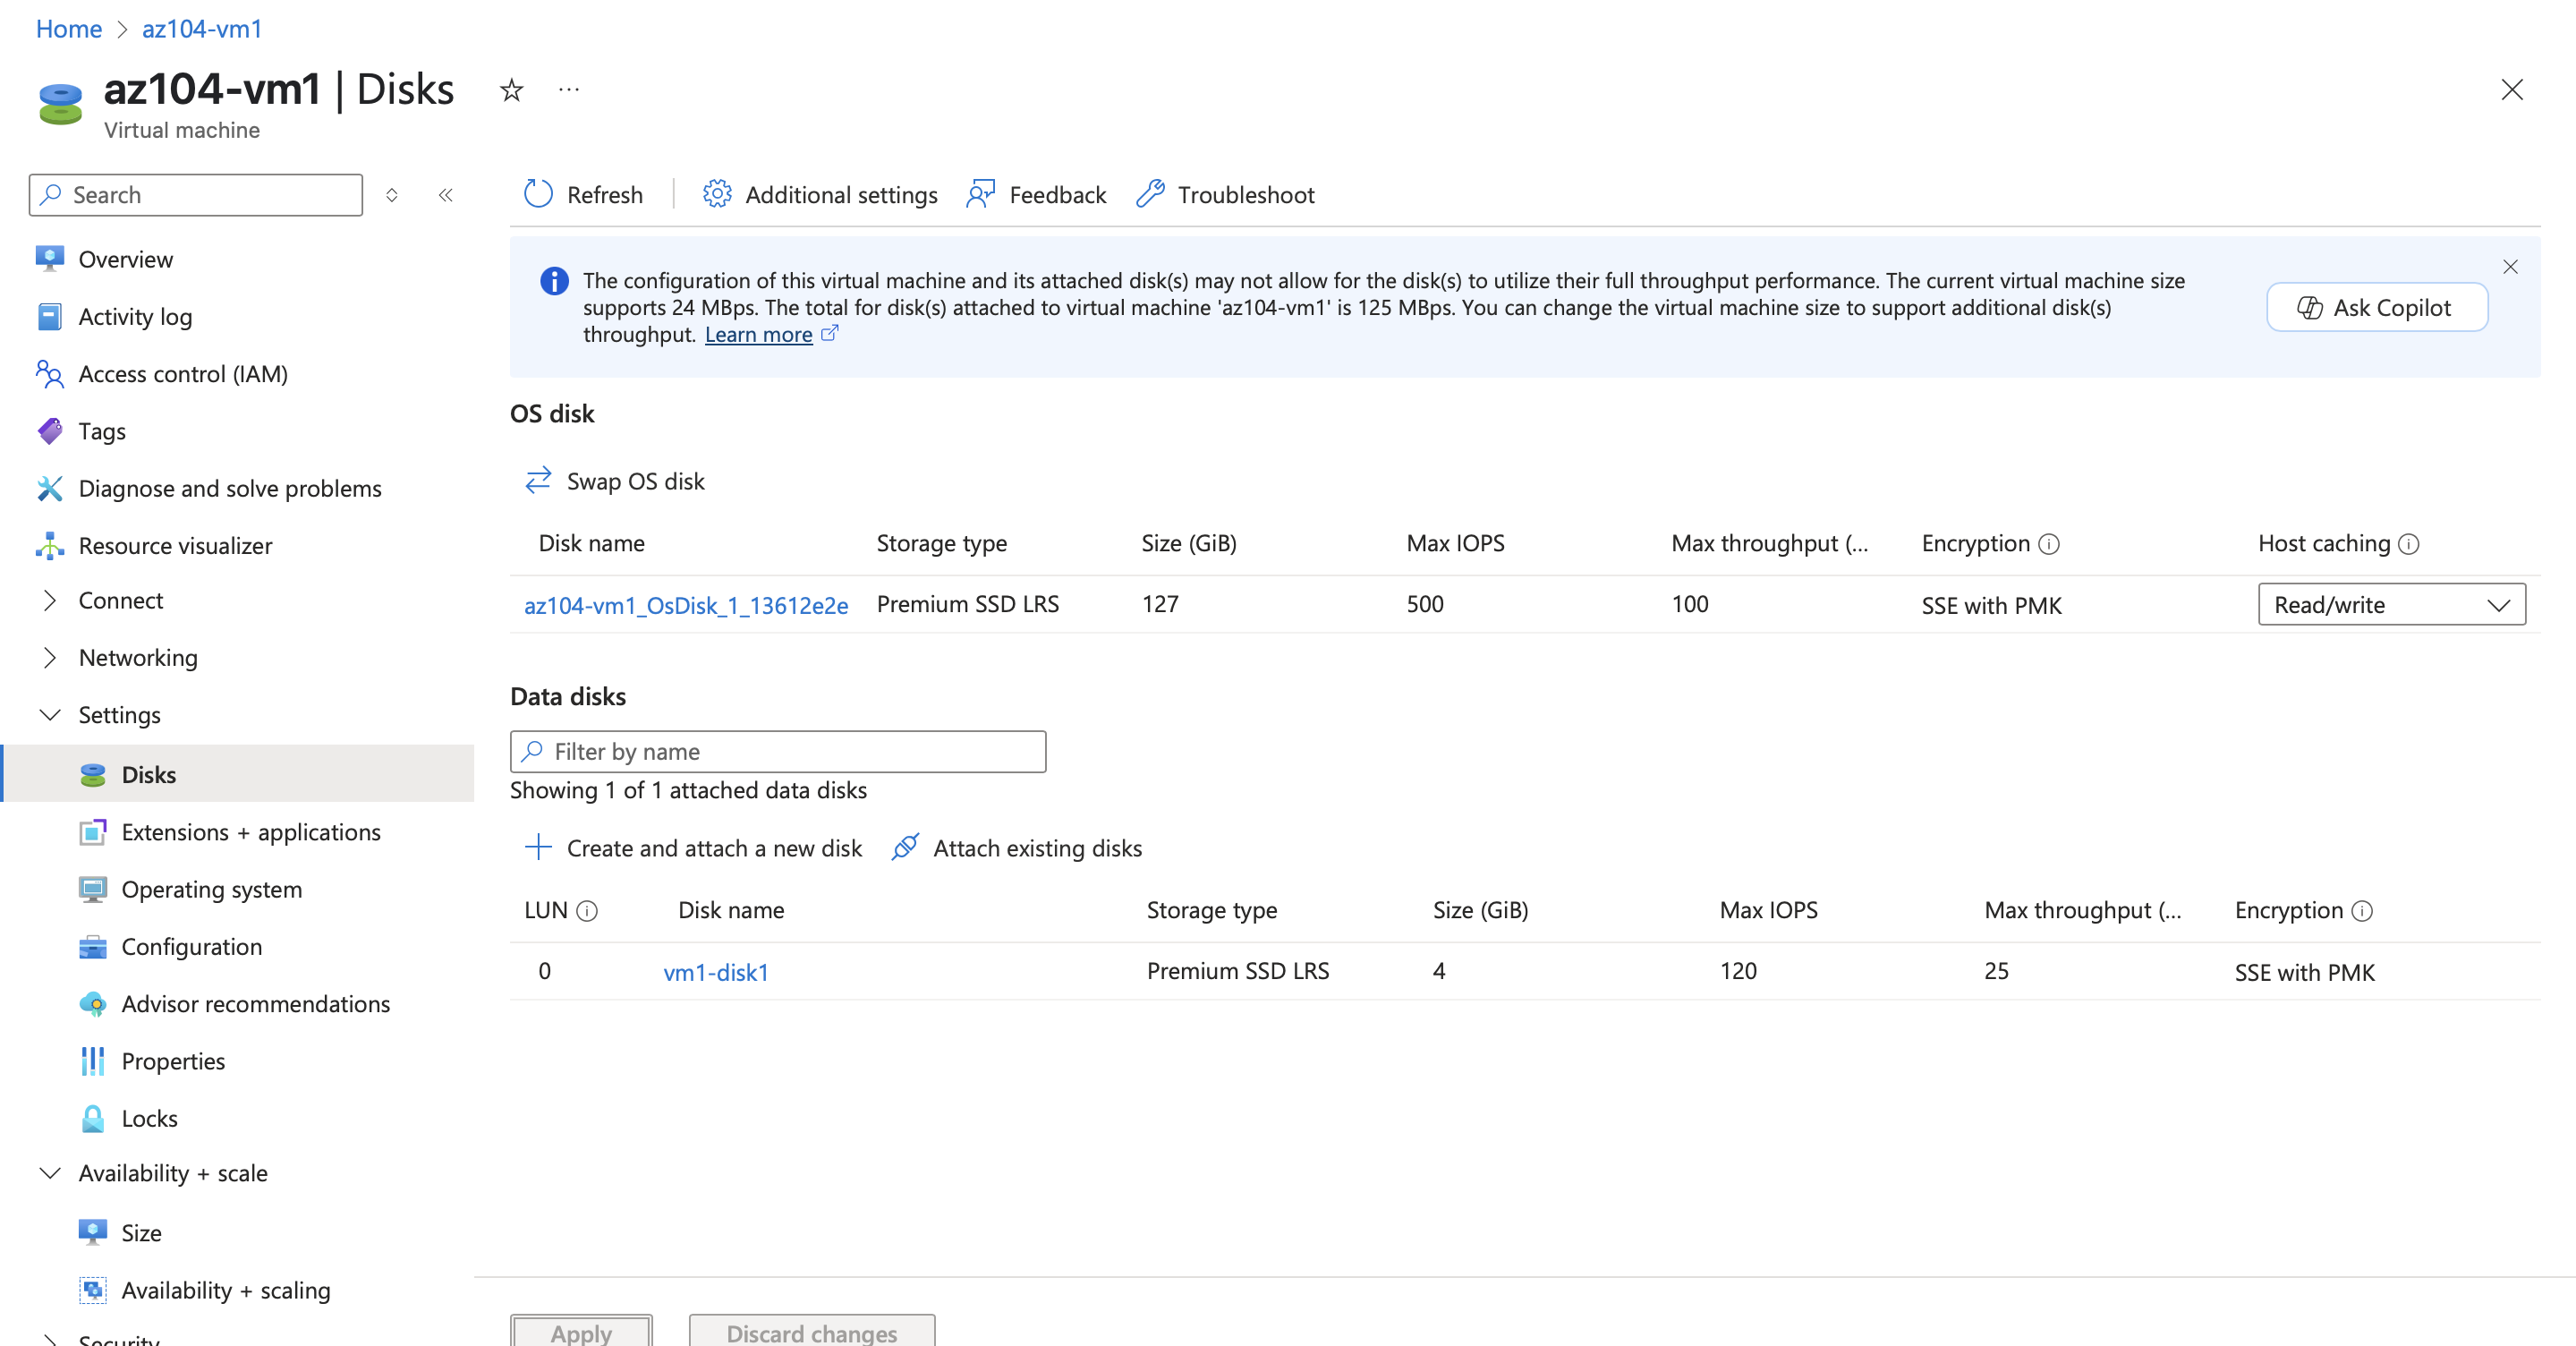 Home > az104-vm1
az104-vm1 | Disks
Virtual machine
Search
Overview
Activity log
Access control (IAM)
Tags
Diagnose and solve problems
Resource visualizer
Connect
Networking
Settings
Disks
Extensions + applications
Operating system
Configuration
Advisor recommendations
Properties
Locks
Availability + scale
Size
Availability + scaling
Security
Refresh
Additional settings
Feedback
Troubleshoot
The configuration of this virtual machine and its attached disk(s) may not allow for the disk(s) to utilize their full throughput performance. The current virtual machine size
supports 24 MBps. The total for disk(s) attached to virtual machine 'az104-vm1' is 125 MBps. You can change the virtual machine size to support additional disk(s)
throughput. Learn more
Ask Copilot
OS disk
Swap OS disk
Disk name Storage type Size (GiB) Max IOPS Max throughput (... Encryption Host caching
az104-vm1_OsDisk_1_13612e2e Premium SSD LRS 127 500 100 SSE with PMK Read/write
Data disks
Filter by name
Showing 1 of 1 attached data disks
Create and attach a new disk Attach existing disks
LUN Disk name Storage type Size (GiB) Max IOPS Max throughput (... Encryption
0 vm1-disk1 Premium SSD LRS 4 120 25 SSE with PMK
Apply Discard changes